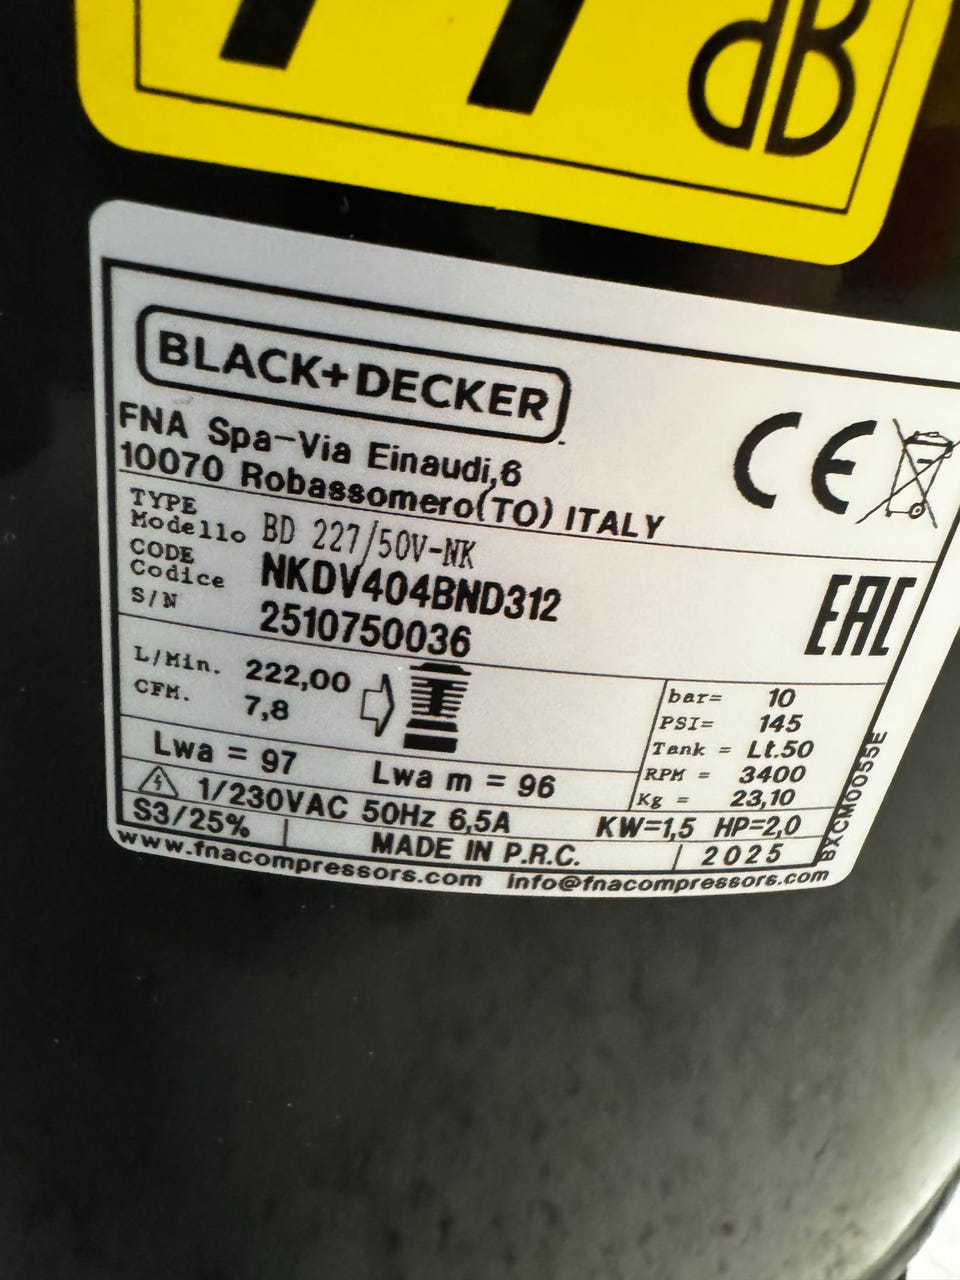 dB
BLACK+DECKER
FNA Spa-Via Einaudi,6
10070 Robassomero(TO) ITALY
TYPE
Modello BD 227/50V-NK
CODE
Codice NKDV404BND312
S/N 2510750036
L/Min. 222,00
CFM. 7,8
bar= 10
PSI= 145
Tank = Lt.50
RPM = 3400
Kg = 23,10
Lwa = 97 Lwa m = 96
1/230VAC 50Hz 6,5A KW=1,5 HP=2,0
S3/25% MADE IN P.R.C. 2025
www.fnacompressors.com info@fnacompressors.com
CE
EAC
BXCM0055E